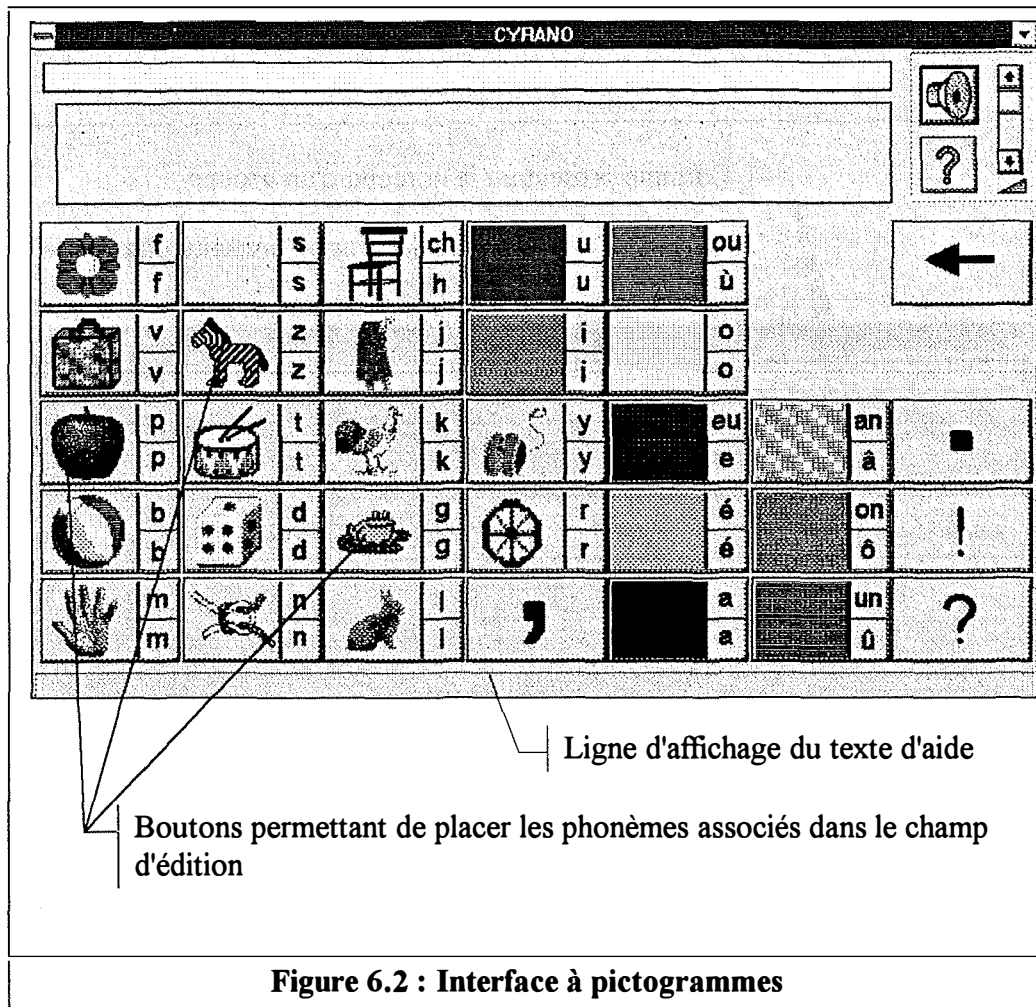 CYRANO
?
f s ch u ou
f s h u ù
v z j i o
v z j i o
p t k y eu an .
p t k y e â
b d g r é on !
b d g r é ô
m n l , a un ?
m n l a û
Ligne d'affichage du texte d'aide
Boutons permettant de placer les phonèmes associés dans le champ
d'édition
Figure 6.2 : Interface à pictogrammes